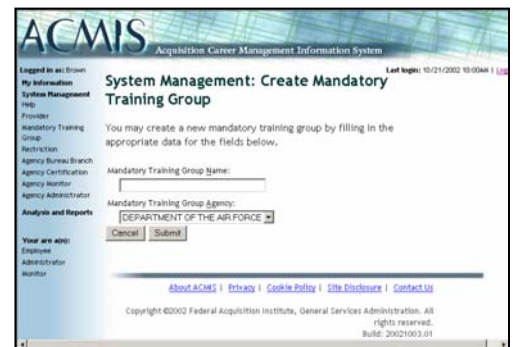 ACMIS
Acquisition Career Management Information System
Logged in as: Brown
Last login: 10/21/2002 10:00AM |
My Information
System Management
Help
Provider
Mandatory Training
Group
Restriction
Agency Bureau Branch
Agency Certification
Agency Monitor
Agency Administrator
Analysis and Reports
Your are a(n):
Employee
Administrator
Monitor
System Management: Create Mandatory
Training Group
You may create a new mandatory training group by filling in the
appropriate data for the fields below.
Mandatory Training Group Name:
Mandatory Training Group Agency:
DEPARTMENT OF THE AIR FORCE
Cancel Submit
About ACMIS | Privacy | Cookie Policy | Site Disclosure | Contact Us
Copyright ©2002 Federal Acquisition Institute, General Services Administration. All
rights reserved.
Build: 20021003.01